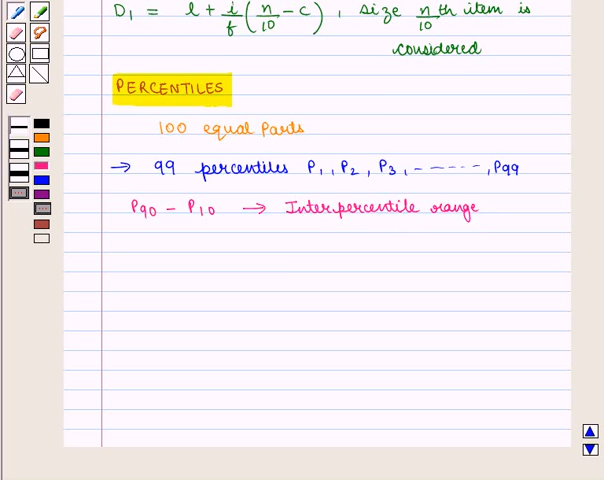 D₁ = l + i/f (n/10 − c) , size n/10 th item is
considered
PERCENTILES
100 equal Parts
→ 99 percentiles P₁, P₂, P₃, - - - - - -, P₉₉
P₉₀ − P₁₀ → Interpercentile range